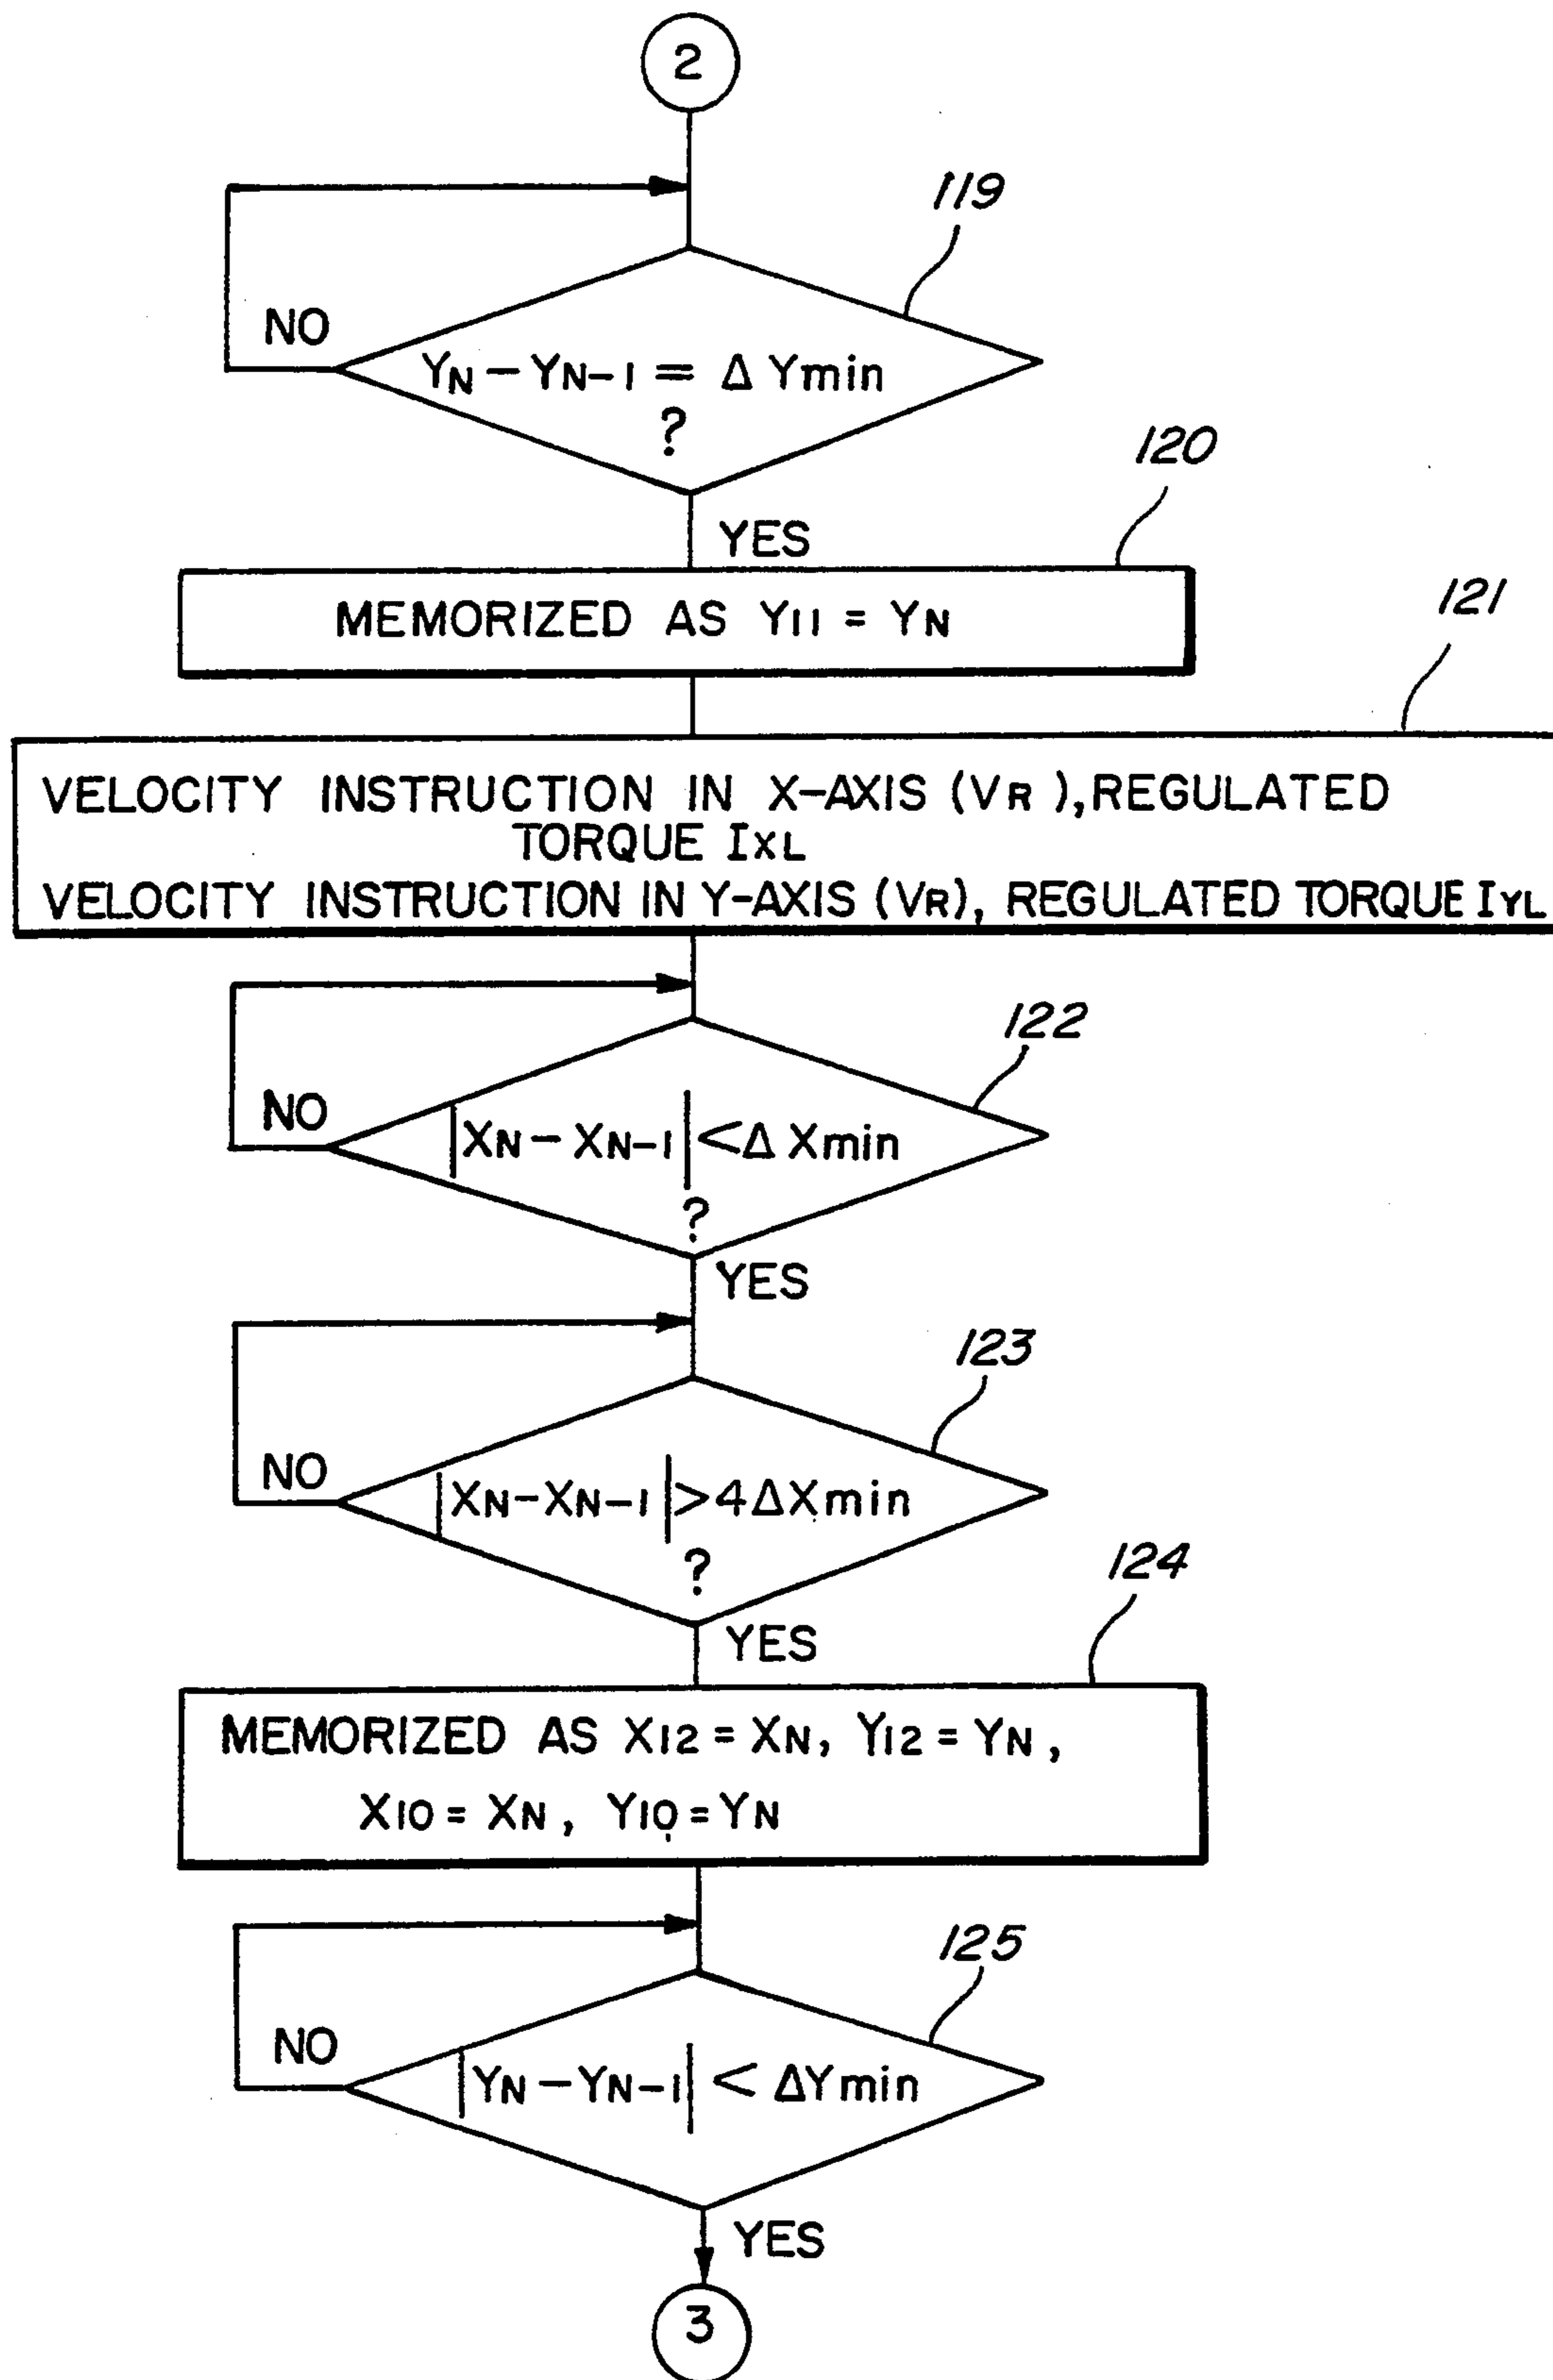 2
119
NO
YN − YN−1 = Δ Ymin
?
120
YES
MEMORIZED AS Y11 = YN
121
VELOCITY INSTRUCTION IN X-AXIS (VR), REGULATED
TORQUE IXL
VELOCITY INSTRUCTION IN Y-AXIS (VR), REGULATED TORQUE IYL
122
NO
|XN − XN−1| < Δ Xmin
?
YES
123
NO
|XN−XN−1| > 4ΔXmin
?
124
YES
MEMORIZED AS X12 = XN, Y12 = YN,
X10 = XN, Y10 = YN
125
NO
|YN − YN−1| < ΔYmin
YES
3